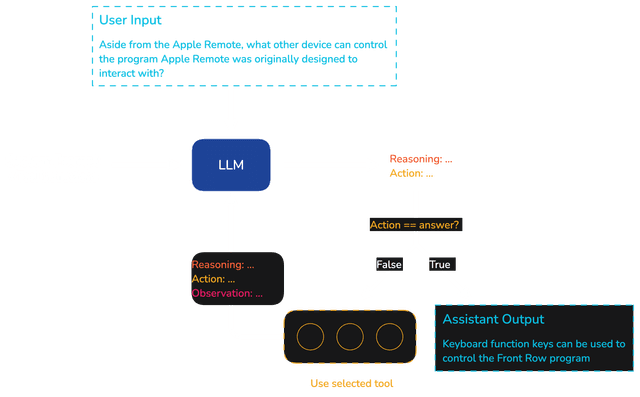 User Input
Aside from the Apple Remote, what other device can control
the program Apple Remote was originally designed to
interact with?
LLM
Reasoning: ...
Action: ...
Action == answer?
False
True
Reasoning: ...
Action: ...
Observation: ...
Assistant Output
Keyboard function keys can be used to
control the Front Row program
Use selected tool